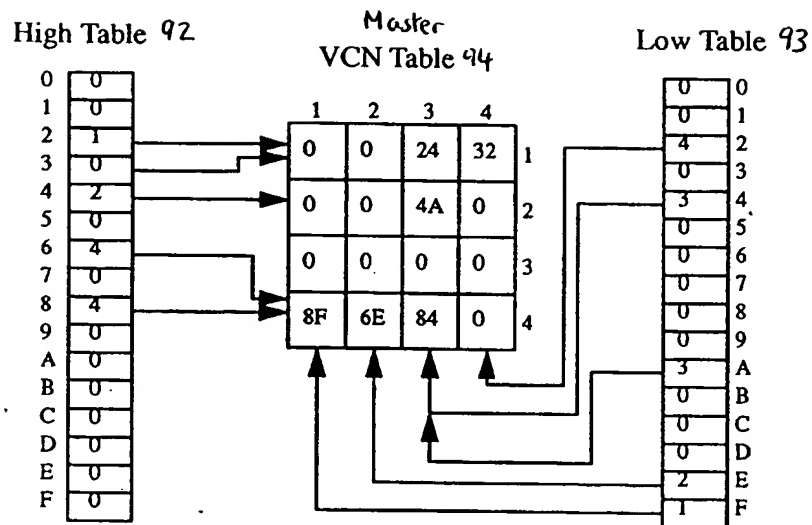 High Table 92
0 0
1 0
2 1
3 0
4 2
5 0
6 4
7 0
8 4
9 0
A 0
B 0
C 0
D 0
E 0
F 0
Master
VCN Table 94
1 2 3 4
0 0 24 32 1
0 0 4A 0 2
0 0 0 0 3
8F 6E 84 0 4
Low Table 93
0 0
0 1
4 2
0 3
3 4
0 5
0 6
0 7
0 8
0 9
3 A
0 B
0 C
0 D
2 E
1 F